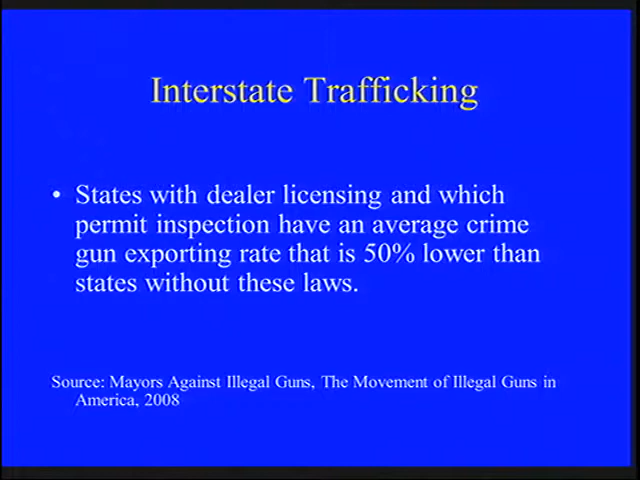 Interstate Trafficking
• States with dealer licensing and which
permit inspection have an average crime
gun exporting rate that is 50% lower than
states without these laws.
Source: Mayors Against Illegal Guns, The Movement of Illegal Guns in
America, 2008